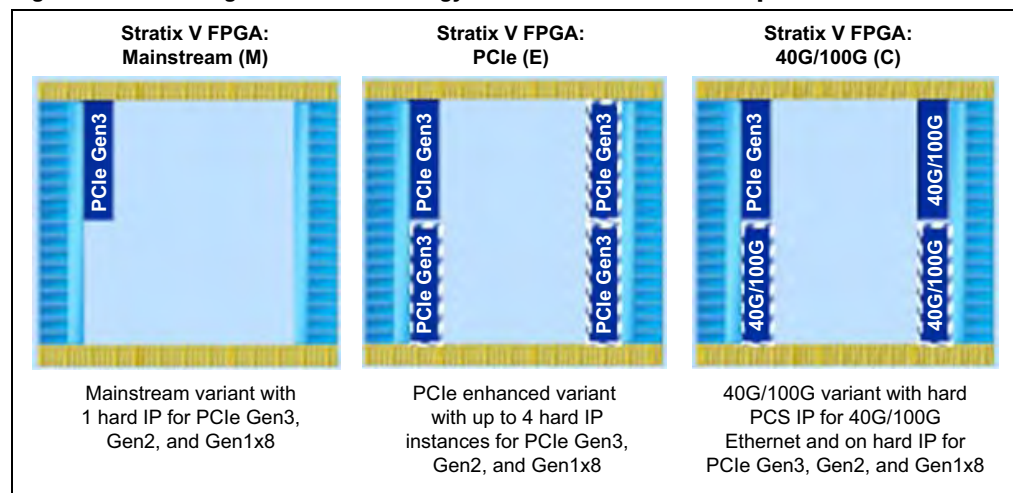 Stratix V FPGA:
Mainstream (M)
PCIe Gen3
Mainstream variant with
1 hard IP for PCIe Gen3,
Gen2, and Gen1x8
Stratix V FPGA:
PCIe (E)
PCIe Gen3
PCIe Gen3
PCIe Gen3
PCIe Gen3
PCIe enhanced variant
with up to 4 hard IP
instances for PCIe Gen3,
Gen2, and Gen1x8
Stratix V FPGA:
40G/100G (C)
PCIe Gen3
40G/100G
40G/100G
40G/100G
40G/100G variant with hard
PCS IP for 40G/100G
Ethernet and on hard IP for
PCIe Gen3, Gen2, and Gen1x8